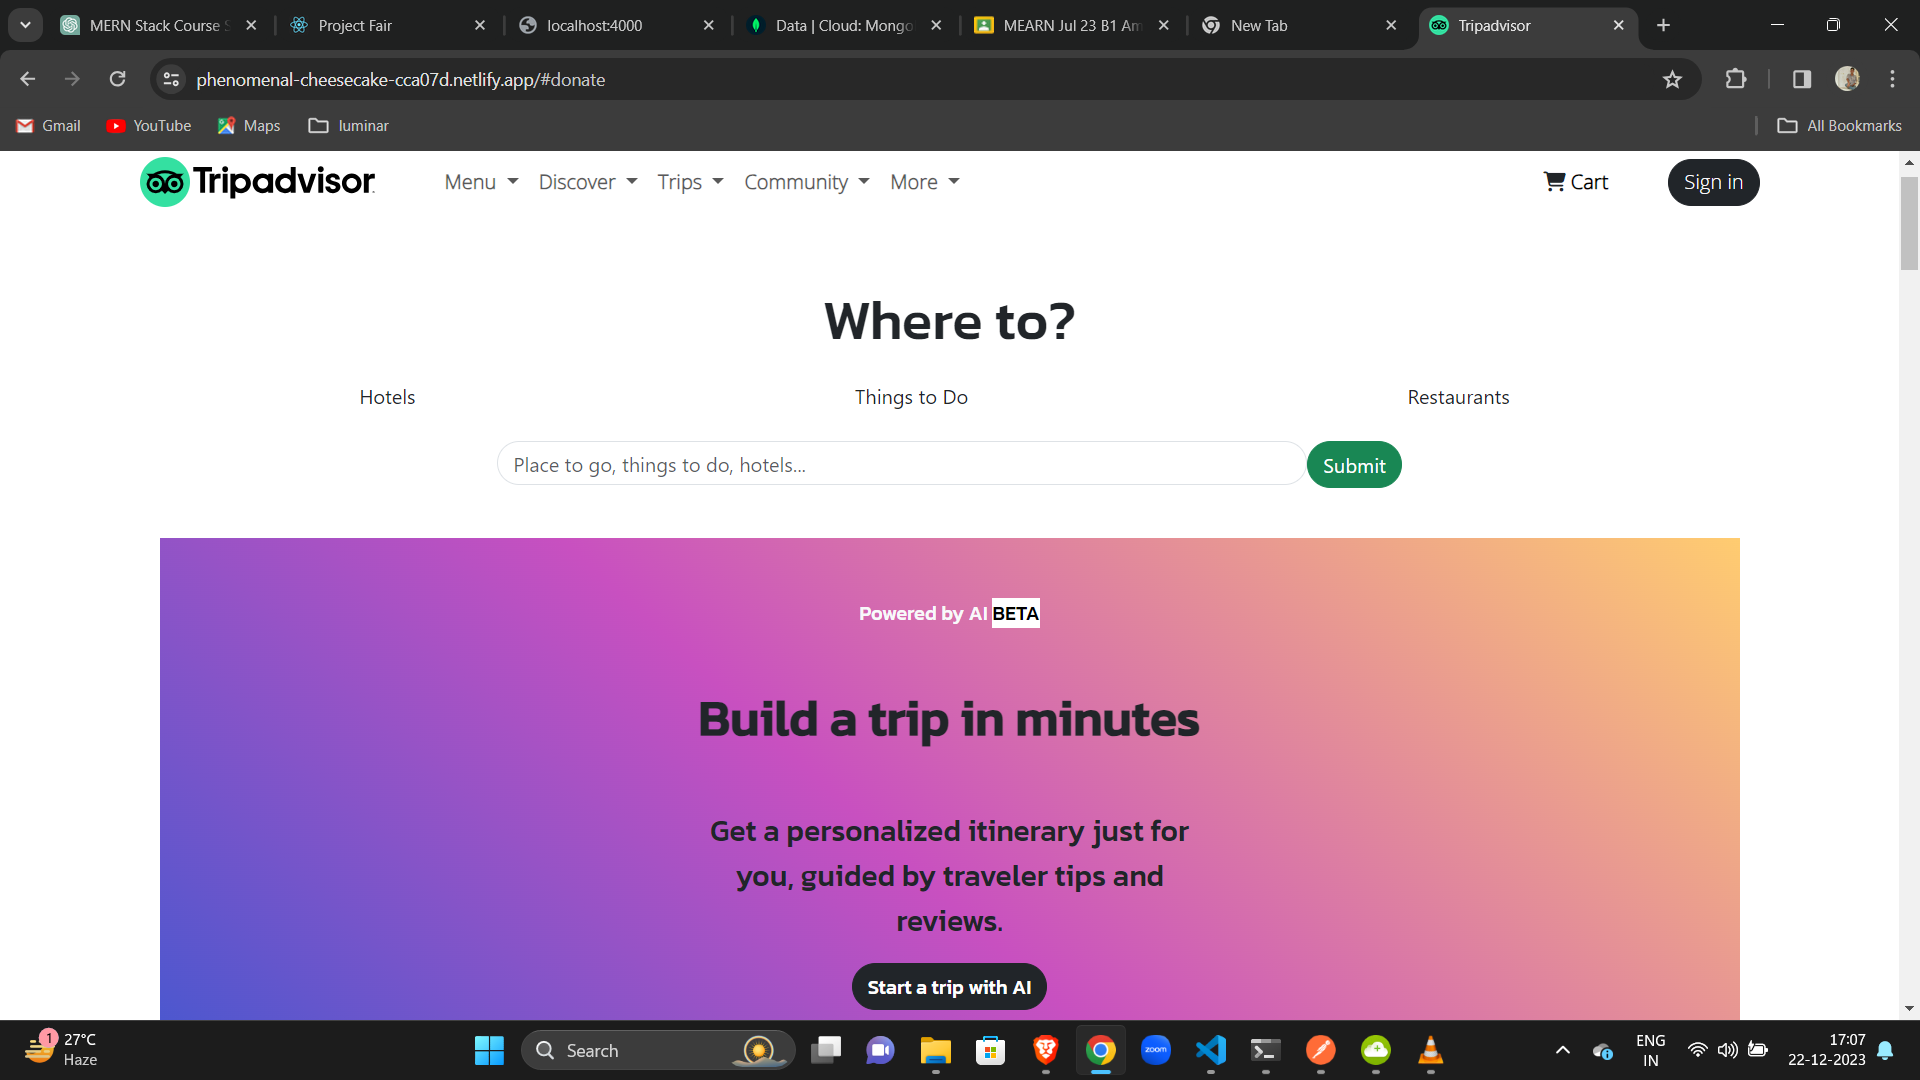 MERN Stack Course S
Project Fair
localhost:4000
Data | Cloud: Mongo
MEARN Jul 23 B1 Am
New Tab
Tripadvisor
phenomenal-cheesecake-cca07d.netlify.app/#donate
Gmail
YouTube
Maps
luminar
All Bookmarks
Tripadvisor
Menu
Discover
Trips
Community
More
Cart
Sign in
Where to?
Hotels
Things to Do
Restaurants
Place to go, things to do, hotels...
Submit
Powered by AI BETA
Build a trip in minutes
Get a personalized itinerary just for
you, guided by traveler tips and
reviews.
Start a trip with AI
1
27°C
Haze
Search
zoom
ENG
IN
17:07
22-12-2023